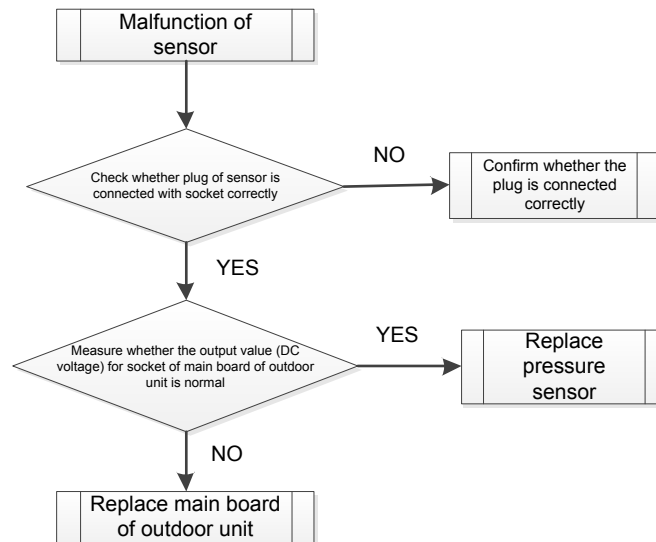 Malfunction of
sensor
Check whether plug of sensor is
connected with socket correctly
NO
Confirm whether the
plug is connected
correctly
YES
Measure whether the output value (DC
voltage) for socket of main board of outdoor
unit is normal
YES
Replace
pressure
sensor
NO
Replace main board
of outdoor unit